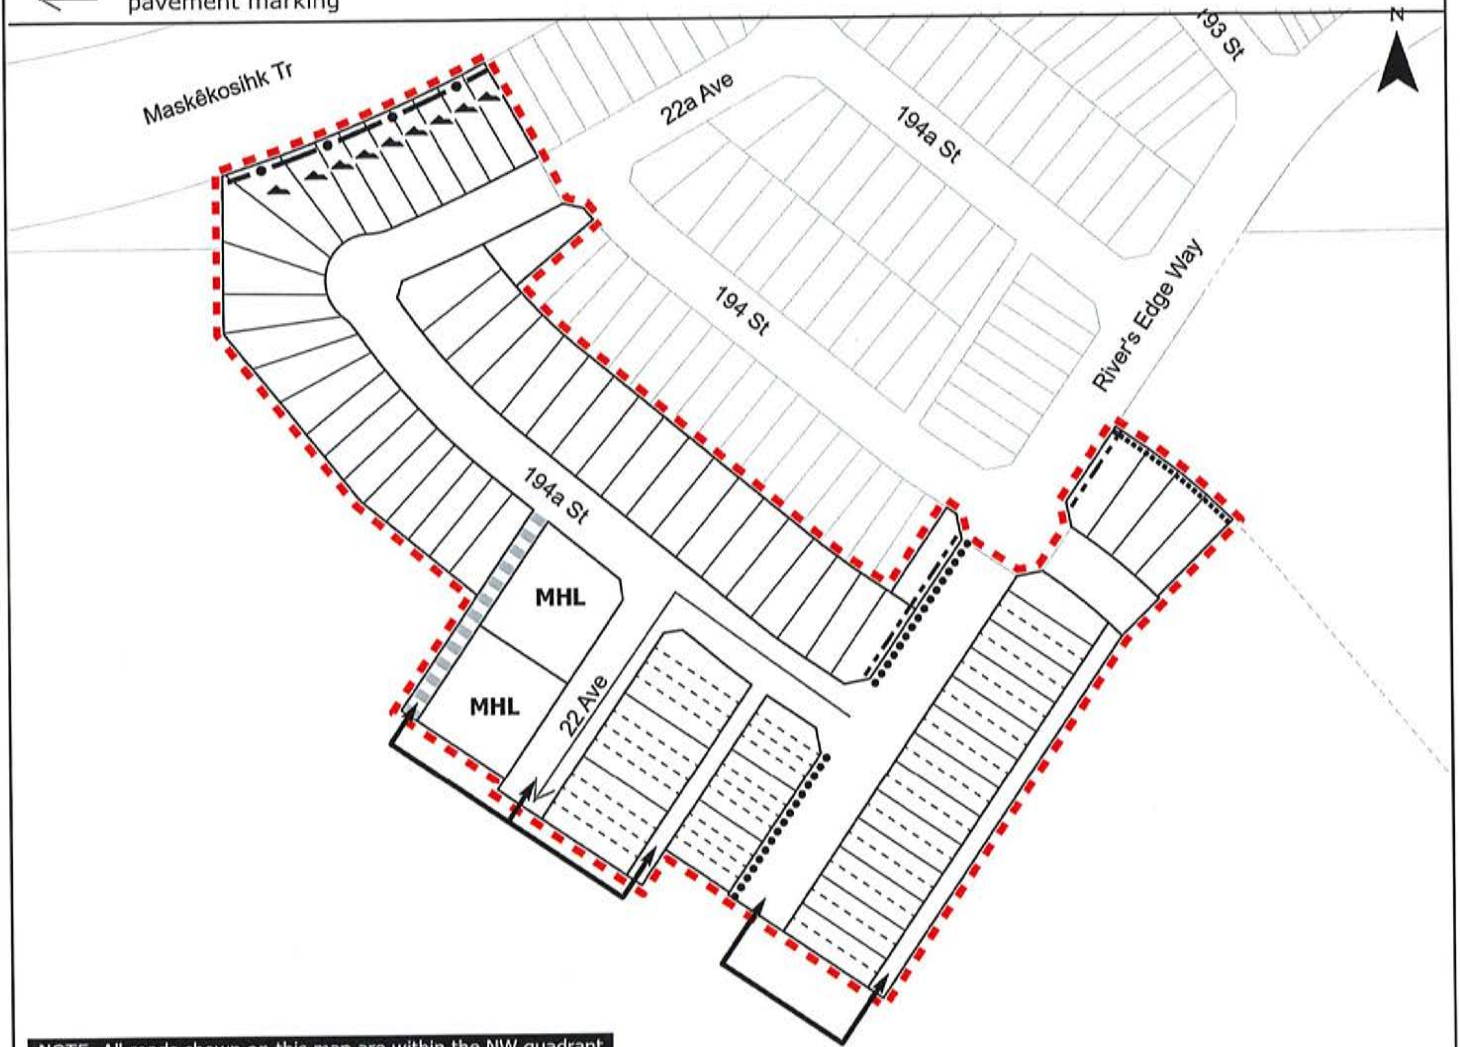 pavement marking
N
193 St
Maskêkosihk Tr
22a Ave
194a St
194 St
River's Edge Way
194a St
MHL
MHL
22 Ave
NOTE: All roads shown on this map are within the NW quadrant